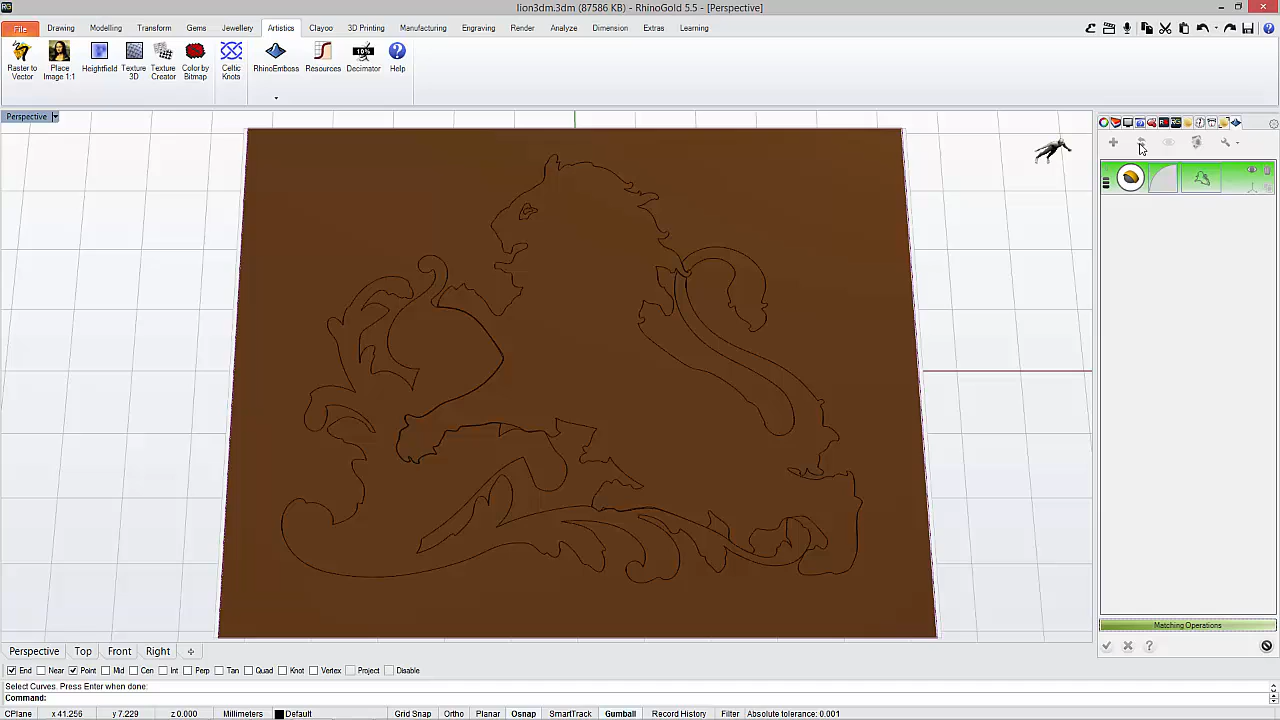 RG
lion3dm.3dm (87586 KB) - RhinoGold 5.5 - [Perspective]
File Drawing Modelling Transform Gems Jewellery Artistics Clayoo 3D Printing Manufacturing Engraving Render Analyze Dimension Extras Learning
Raster to Vector
Place Image 1:1
Heightfield
Texture 3D
Texture Creator
Color by Bitmap
Celtic Knots
RhinoEmboss
Resources
10%
Decimator
Help
Perspective
Matching Operations
Perspective Top Front Right
End Near Point Mid Cen Int Perp Tan Quad Knot Vertex Project Disable
Select Curves. Press Enter when done:
Command:
CPlane x 41.256 y 7.229 z 0.000 Millimeters Default Grid Snap Ortho Planar Osnap SmartTrack Gumball Record History Filter Absolute tolerance: 0.001